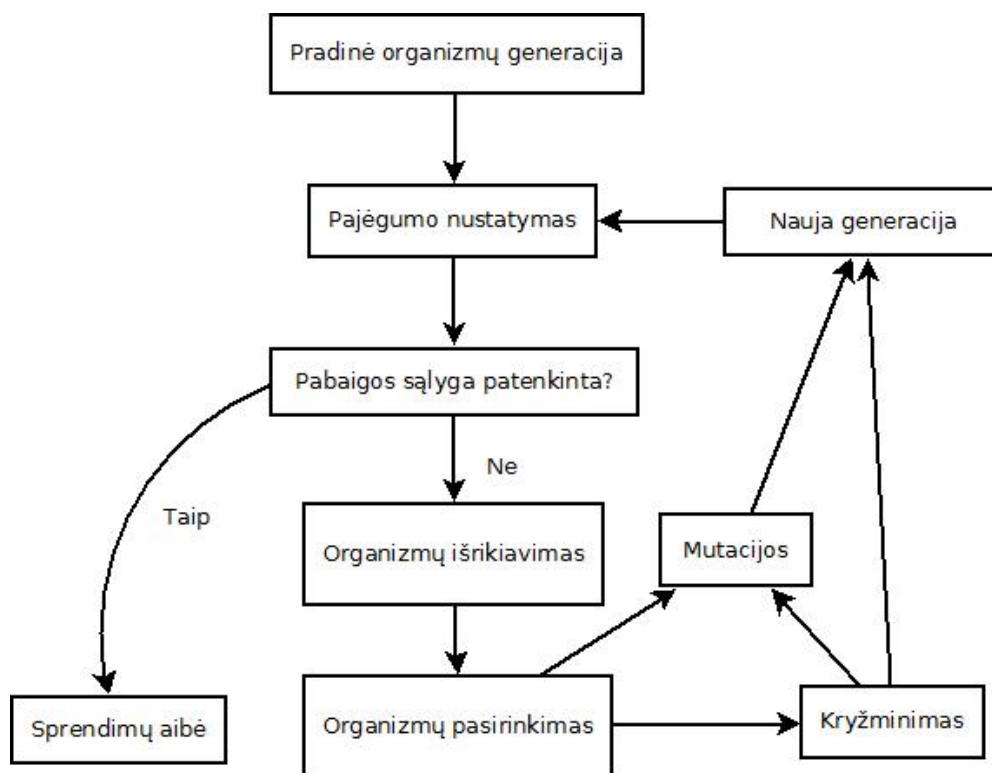 Pradinė organizmų generacija
Pajėgumo nustatymas
Nauja generacija
Pabaigos sąlyga patenkinta?
Ne
Taip
Organizmų išrikiavimas
Mutacijos
Sprendimų aibė
Organizmų pasirinkimas
Kryžminimas